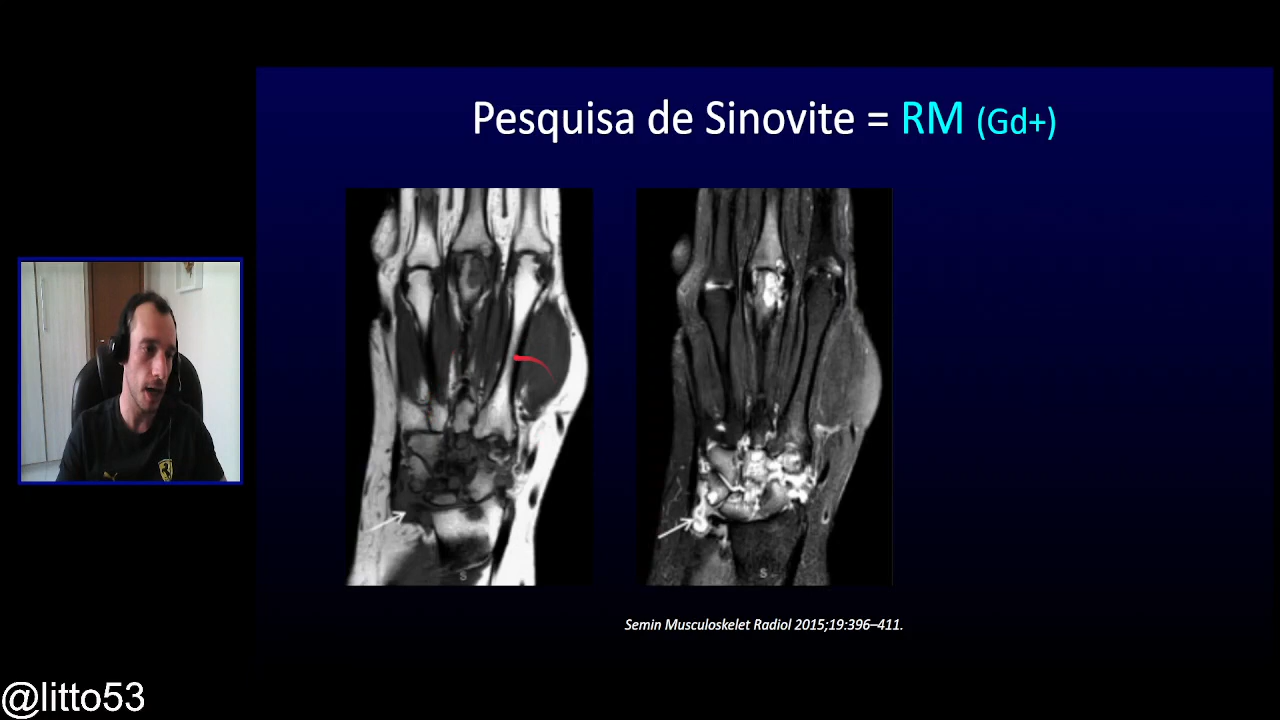 Pesquisa de Sinovite = RM (Gd+)
S
S
Semin Musculoskelet Radiol 2015;19:396–411.
@litto53